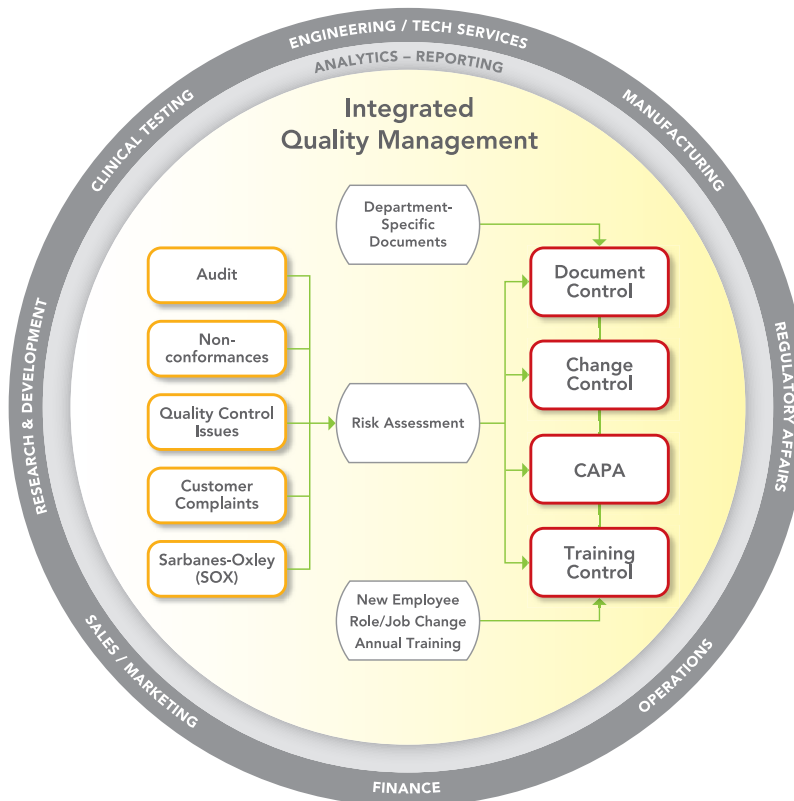 ENGINEERING / TECH SERVICES
ANALYTICS – REPORTING
CLINICAL TESTING
MANUFACTURING
RESEARCH & DEVELOPMENT
REGULATORY AFFAIRS
SALES / MARKETING
OPERATIONS
FINANCE
Integrated
Quality Management
Department-
Specific
Documents
Audit
Non-
conformances
Quality Control
Issues
Customer
Complaints
Sarbanes-Oxley
(SOX)
Risk Assessment
Document
Control
Change
Control
CAPA
Training
Control
New Employee
Role/Job Change
Annual Training